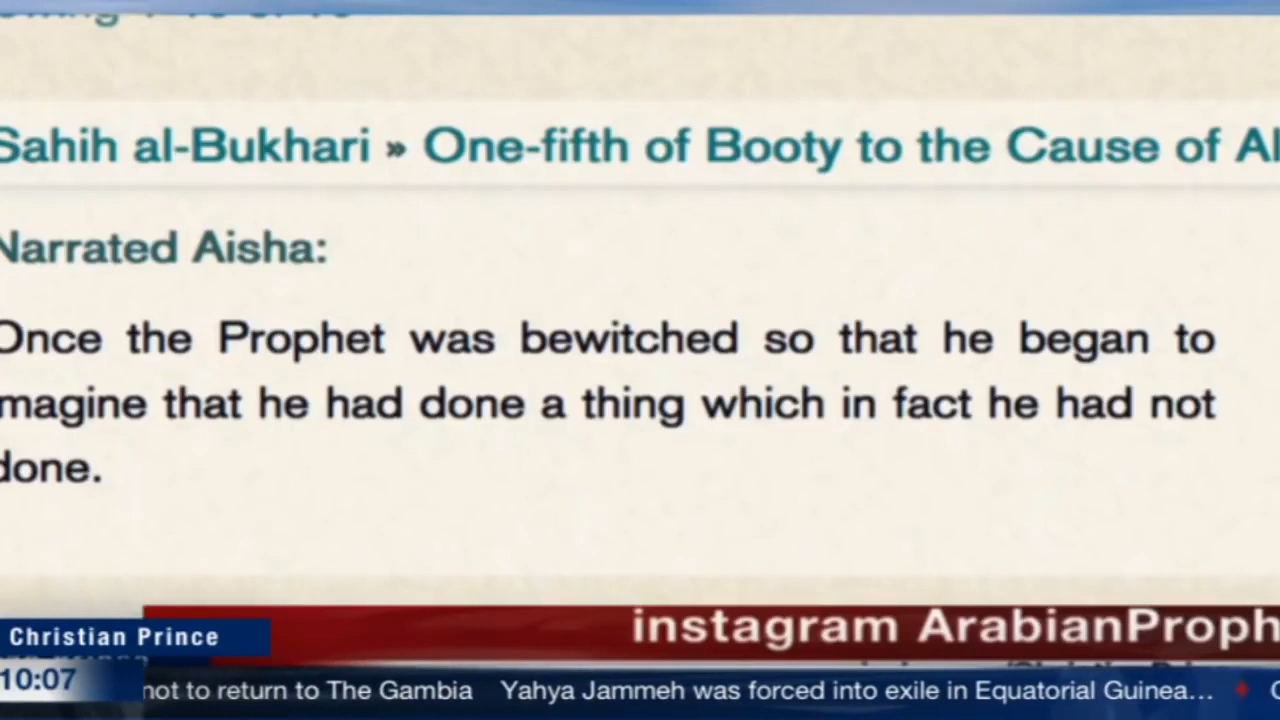 Sahih al-Bukhari » One-fifth of Booty to the Cause of Al
Narrated Aisha:
Once the Prophet was bewitched so that he began to
magine that he had done a thing which in fact he had not
done.
instagram ArabianProph
Christian Prince
10:07
not to return to The Gambia Yahya Jammeh was forced into exile in Equatorial Guinea...